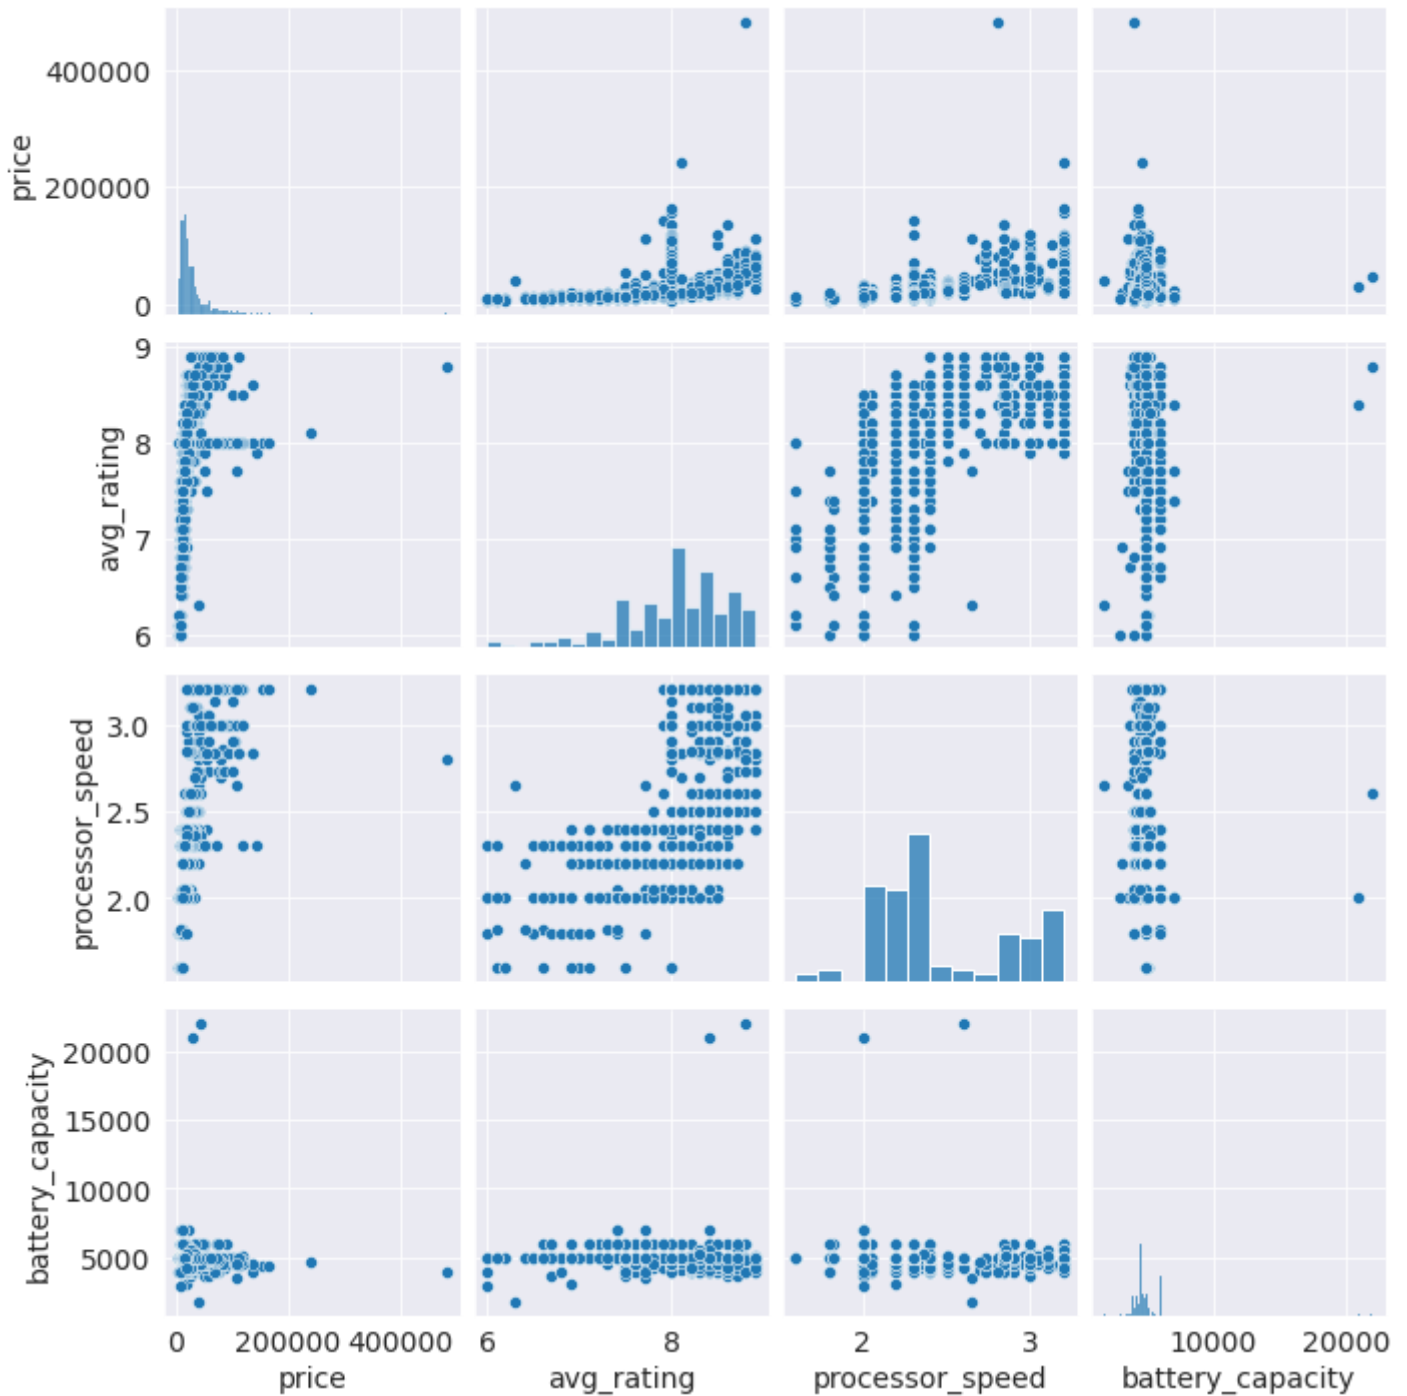 400000
price
200000
0
9
avg_rating
8
7
6
processor_speed
3.0
2.5
2.0
battery_capacity
20000
15000
10000
5000
0 200000 400000 6 8 2 3 10000 20000
price avg_rating processor_speed battery_capacity